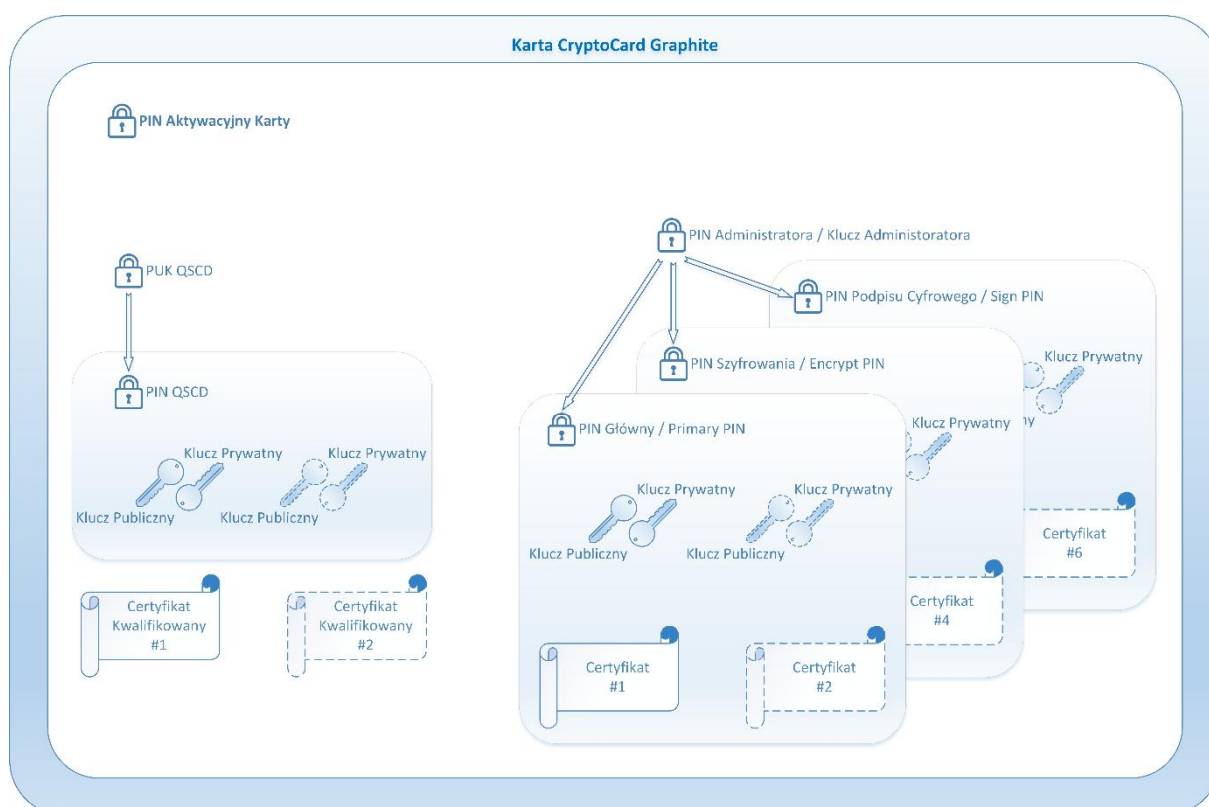 Karta CryptoCard Graphite
PIN Aktywacyjny Karty
PUK QSCD
PIN QSCD
Klucz Prywatny
Klucz Prywatny
Klucz Publiczny
Klucz Publiczny
Certyfikat
Kwalifikowany
#1
Certyfikat
Kwalifikowany
#2
PIN Administratora / Klucz Administoratora
PIN Podpisu Cyfrowego / Sign PIN
Klucz Prywatny
Certyfikat
#6
PIN Szyfrowania / Encrypt PIN
Klucz Prywatny
Certyfikat
#4
PIN Główny / Primary PIN
Klucz Prywatny
Klucz Prywatny
Klucz Publiczny
Klucz Publiczny
Certyfikat
#1
Certyfikat
#2